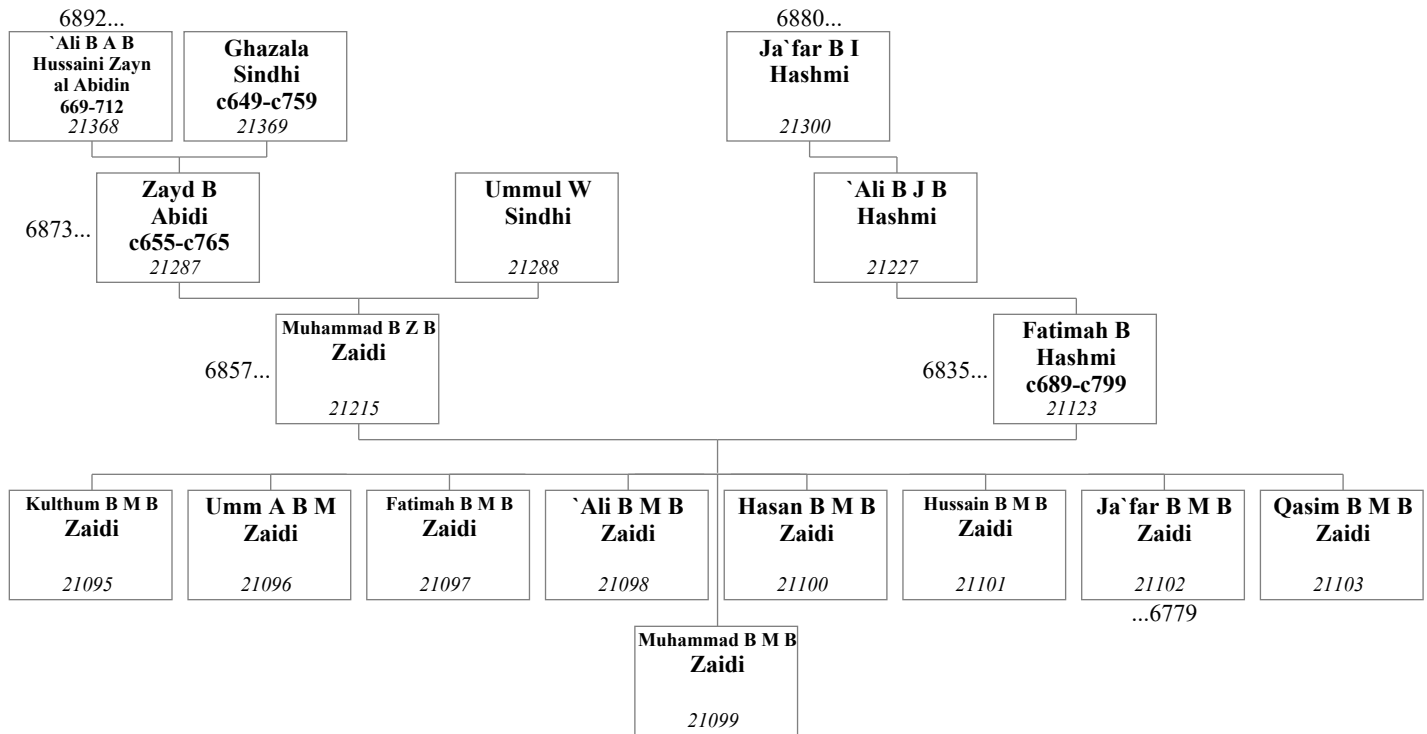 6892...
`Ali B A B
Hussaini Zayn
al Abidin
669-712
21368
Ghazala
Sindhi
c649-c759
21369
6880...
Ja`far B I
Hashmi
21300
6873...
Zayd B
Abidi
c655-c765
21287
Ummul W
Sindhi
21288
`Ali B J B
Hashmi
21227
6857...
Muhammad B Z B
Zaidi
21215
6835...
Fatimah B
Hashmi
c689-c799
21123
Kulthum B M B
Zaidi
21095
Umm A B M
Zaidi
21096
Fatimah B M B
Zaidi
21097
`Ali B M B
Zaidi
21098
Hasan B M B
Zaidi
21100
Hussain B M B
Zaidi
21101
Ja`far B M B
Zaidi
21102
...6779
Qasim B M B
Zaidi
21103
Muhammad B M B
Zaidi
21099